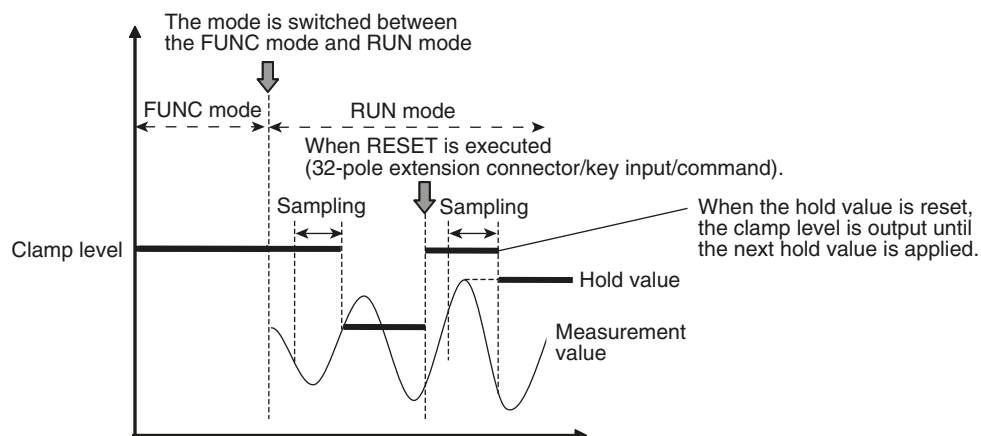 The mode is switched between
the FUNC mode and RUN mode
FUNC mode
RUN mode
When RESET is executed
(32-pole extension connector/key input/command).
Sampling
Sampling
When the hold value is reset,
the clamp level is output until
the next hold value is applied.
Clamp level
Hold value
Measurement
value